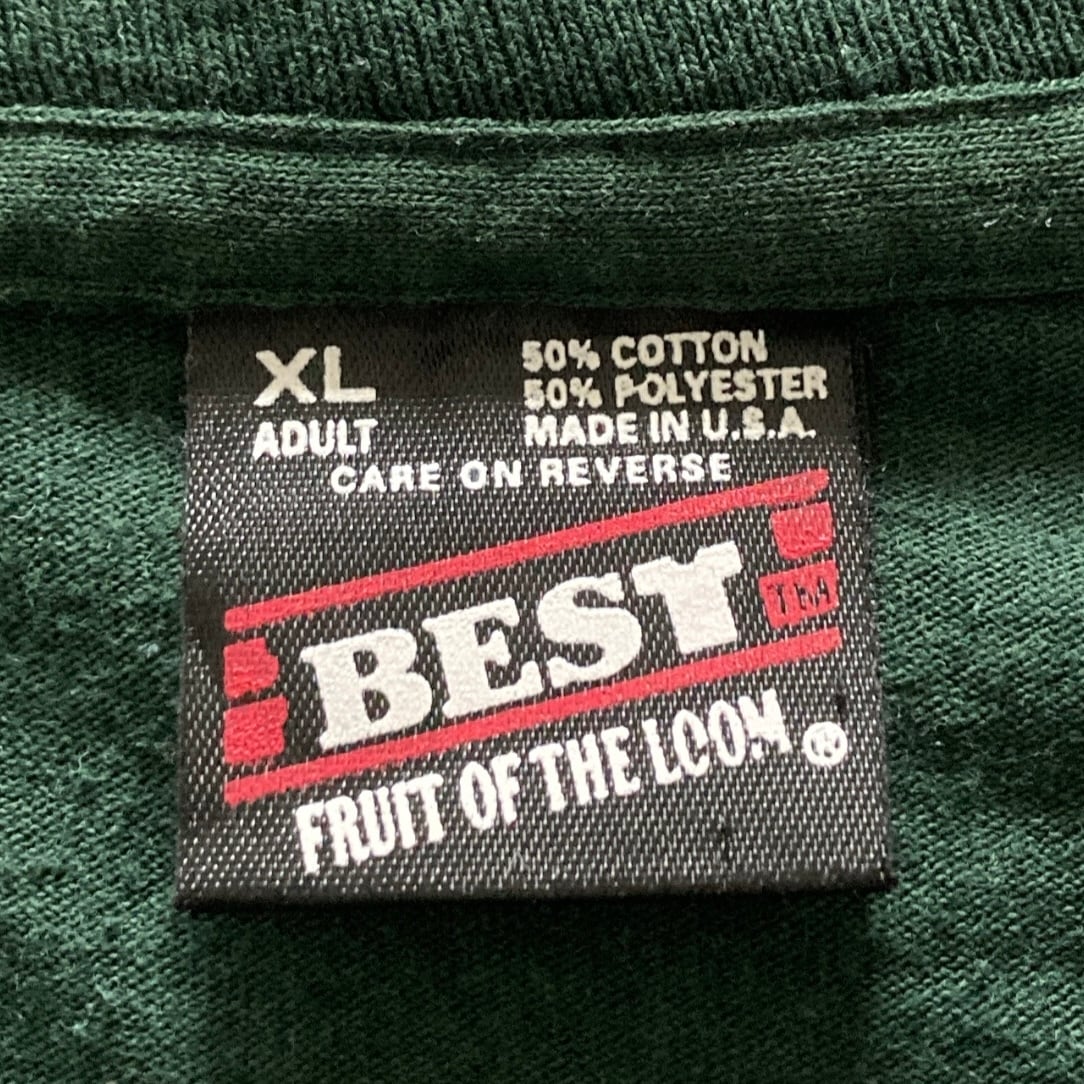 XL
ADULT
50% COTTON
50% POLYESTER
MADE IN U.S.A.
CARE ON REVERSE
BEST TM
FRUIT OF THE LOOM ®